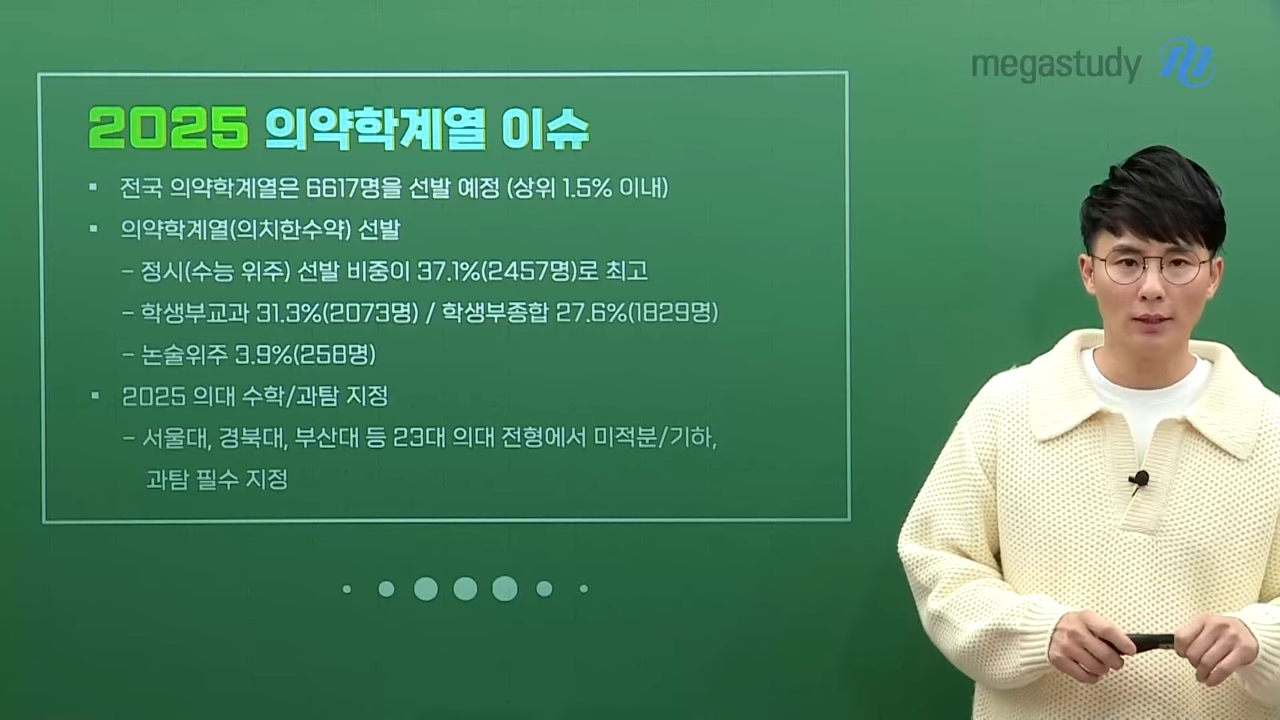 megastudy
2025 의약학계열 이슈
▪ 전국 의약학계열은 6617명을 선발 예정 (상위 1.5% 이내)
▪ 의약학계열(의치한수약) 선발
– 정시(수능 위주) 선발 비중이 37.1%(2457명)로 최고
– 학생부교과 31.3%(2073명) / 학생부종합 27.6%(1829명)
– 논술위주 3.9%(258명)
▪ 2025 의대 수학/과탐 지정
– 서울대, 경북대, 부산대 등 23대 의대 전형에서 미적분/기하,
과탐 필수 지정